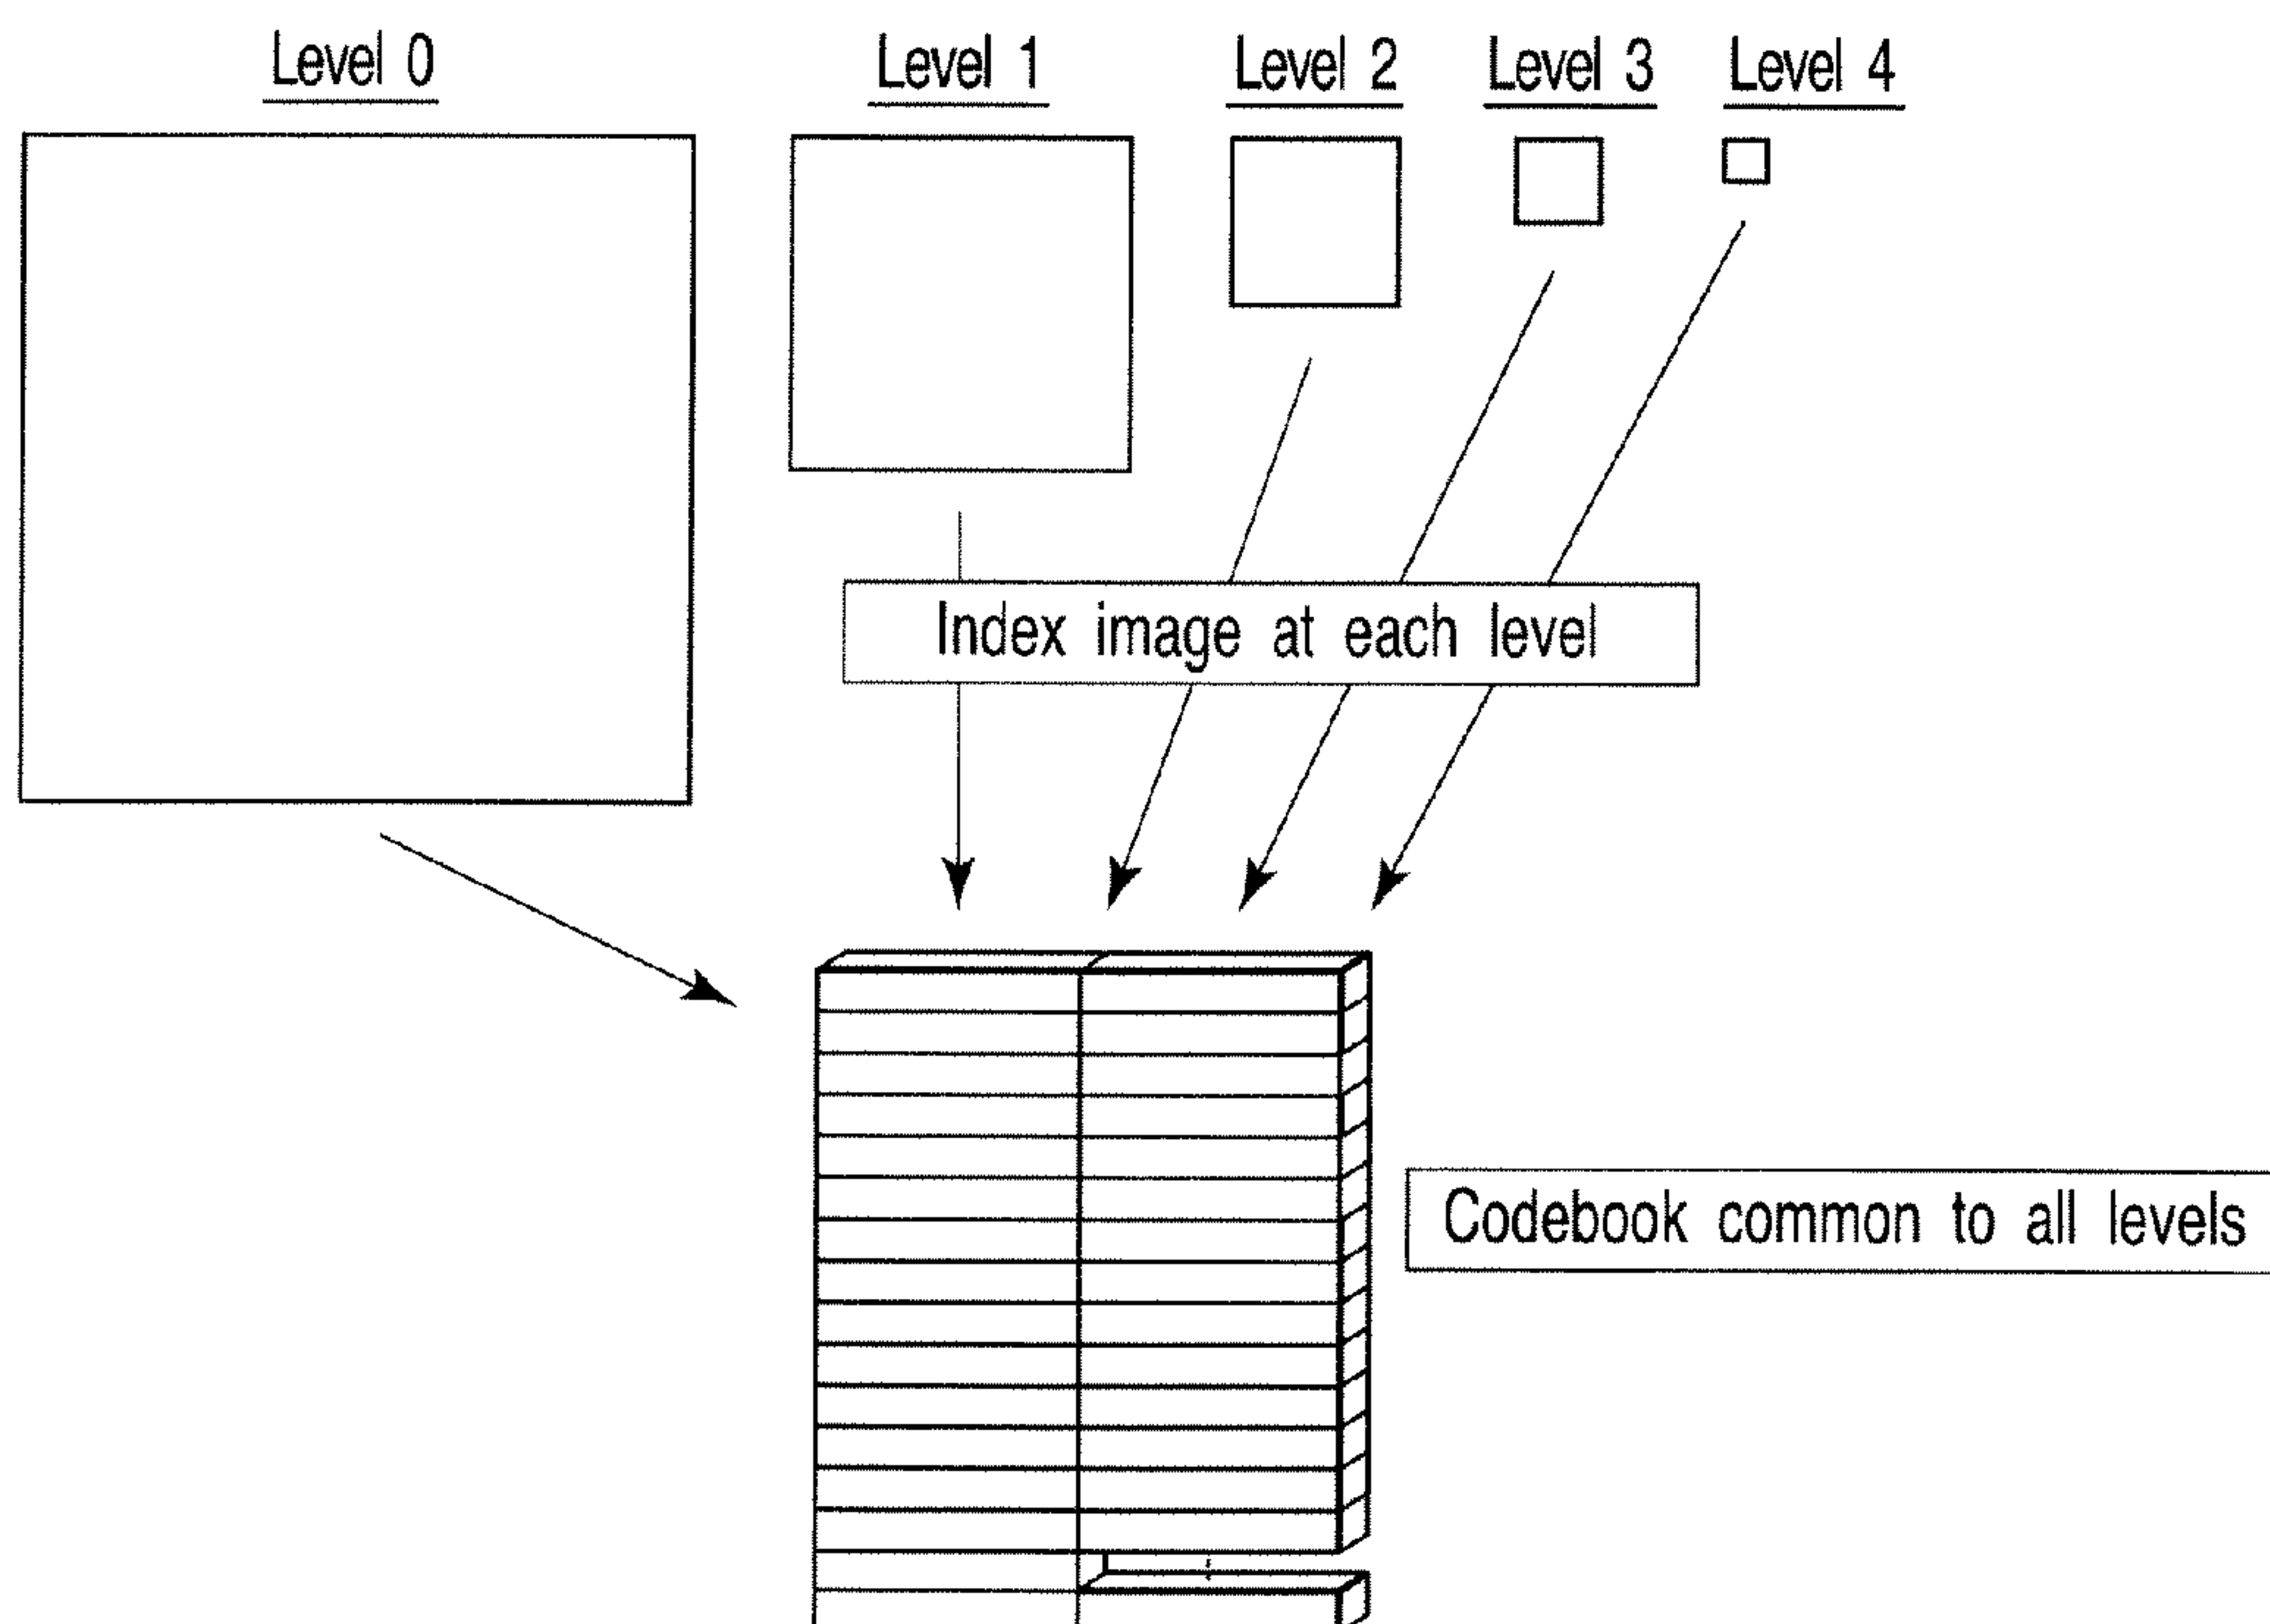 Level 0
Level 1
Level 2
Level 3
Level 4
Index image at each level
Codebook common to all levels